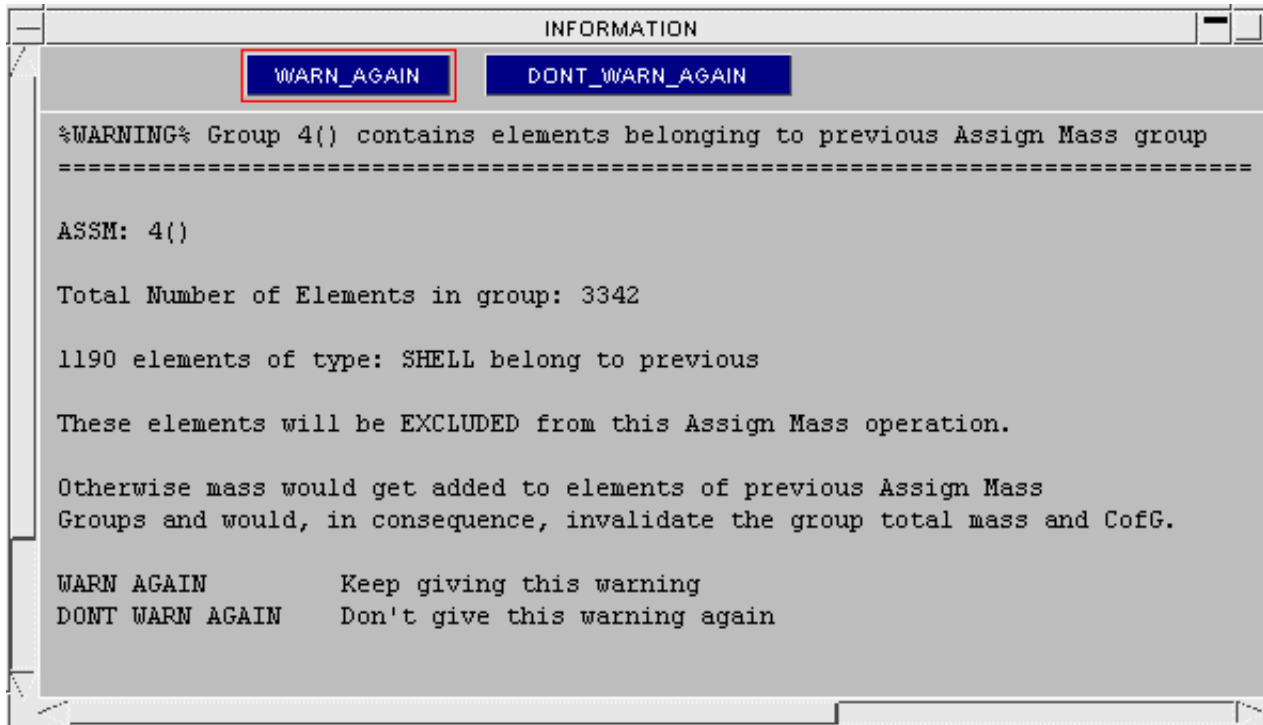 INFORMATION
WARN_AGAIN DONT_WARN_AGAIN
%WARNING% Group 4() contains elements belonging to previous Assign Mass group
================================================================================
ASSM: 4()
Total Number of Elements in group: 3342
1190 elements of type: SHELL belong to previous
These elements will be EXCLUDED from this Assign Mass operation.
Otherwise mass would get added to elements of previous Assign Mass
Groups and would, in consequence, invalidate the group total mass and CofG.
WARN AGAIN Keep giving this warning
DONT WARN AGAIN Don't give this warning again